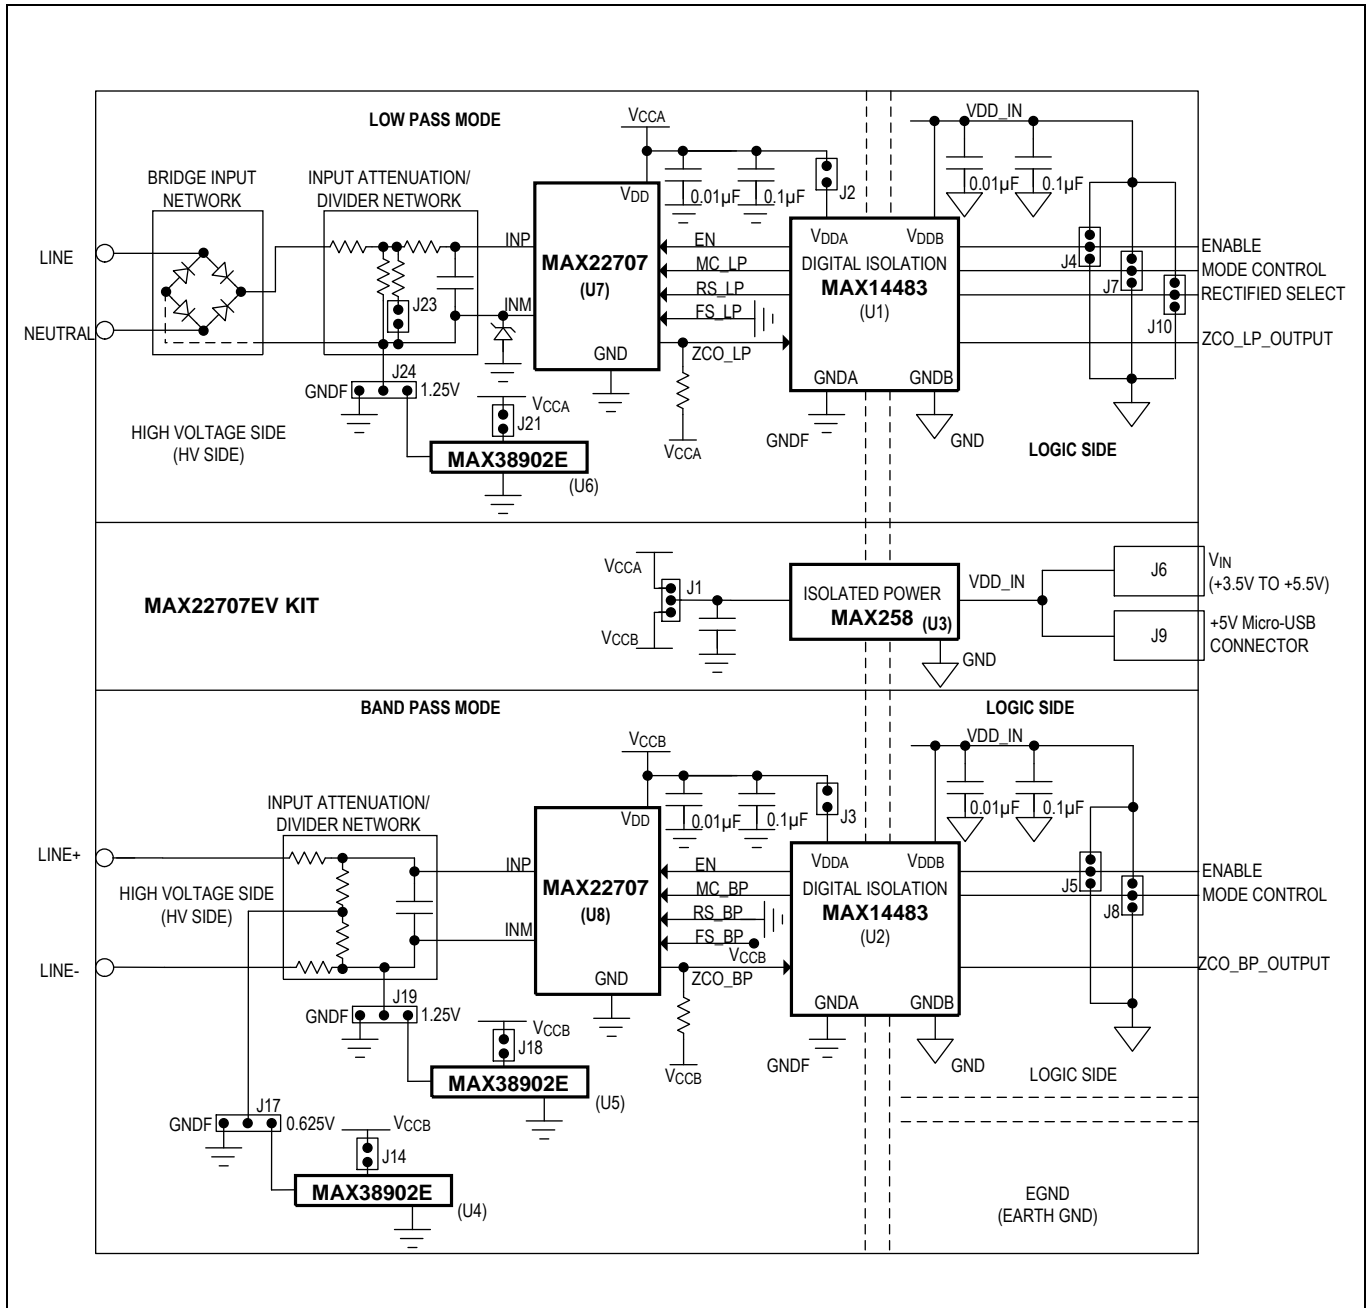 LOW PASS MODE
VCCA
VDD_IN
BRIDGE INPUT
NETWORK
INPUT ATTENUATION/
DIVIDER NETWORK
VDD
0.01µF
0.1µF
J2
0.01µF
0.1µF
LINE
NEUTRAL
J23
INP
INM
MAX22707
(U7)
GND
EN
MC_LP
RS_LP
FS_LP
ZCO_LP
VCCA
VDDA
VDDB
DIGITAL ISOLATION
MAX14483
(U1)
GNDA
GNDB
GNDF
GND
J4
J7
J10
ENABLE
MODE CONTROL
RECTIFIED SELECT
ZCO_LP_OUTPUT
J24
GNDF
1.25V
VCCA
J21
MAX38902E
(U6)
HIGH VOLTAGE SIDE
(HV SIDE)
LOGIC SIDE
MAX22707EV KIT
VCCA
J1
VCCB
ISOLATED POWER
MAX258 (U3)
GND
VDD_IN
J6
VIN
(+3.5V TO +5.5V)
J9
+5V Micro-USB
CONNECTOR
BAND PASS MODE
LOGIC SIDE
VCCB
VDD_IN
INPUT ATTENUATION/
DIVIDER NETWORK
VDD
0.01µF
0.1µF
J3
0.01µF
0.1µF
LINE+
LINE-
HIGH VOLTAGE SIDE
(HV SIDE)
INP
INM
MAX22707
(U8)
GND
EN
MC_BP
RS_BP
FS_BP
VCCB
ZCO_BP
VCCB
VDDA
VDDB
DIGITAL ISOLATION
MAX14483
(U2)
GNDA
GNDB
GNDF
GND
J5
J8
ENABLE
MODE CONTROL
ZCO_BP_OUTPUT
J19
GNDF
1.25V
VCCB
J18
MAX38902E
(U5)
LOGIC SIDE
J17
GNDF
0.625V
VCCB
J14
MAX38902E
(U4)
EGND
(EARTH GND)